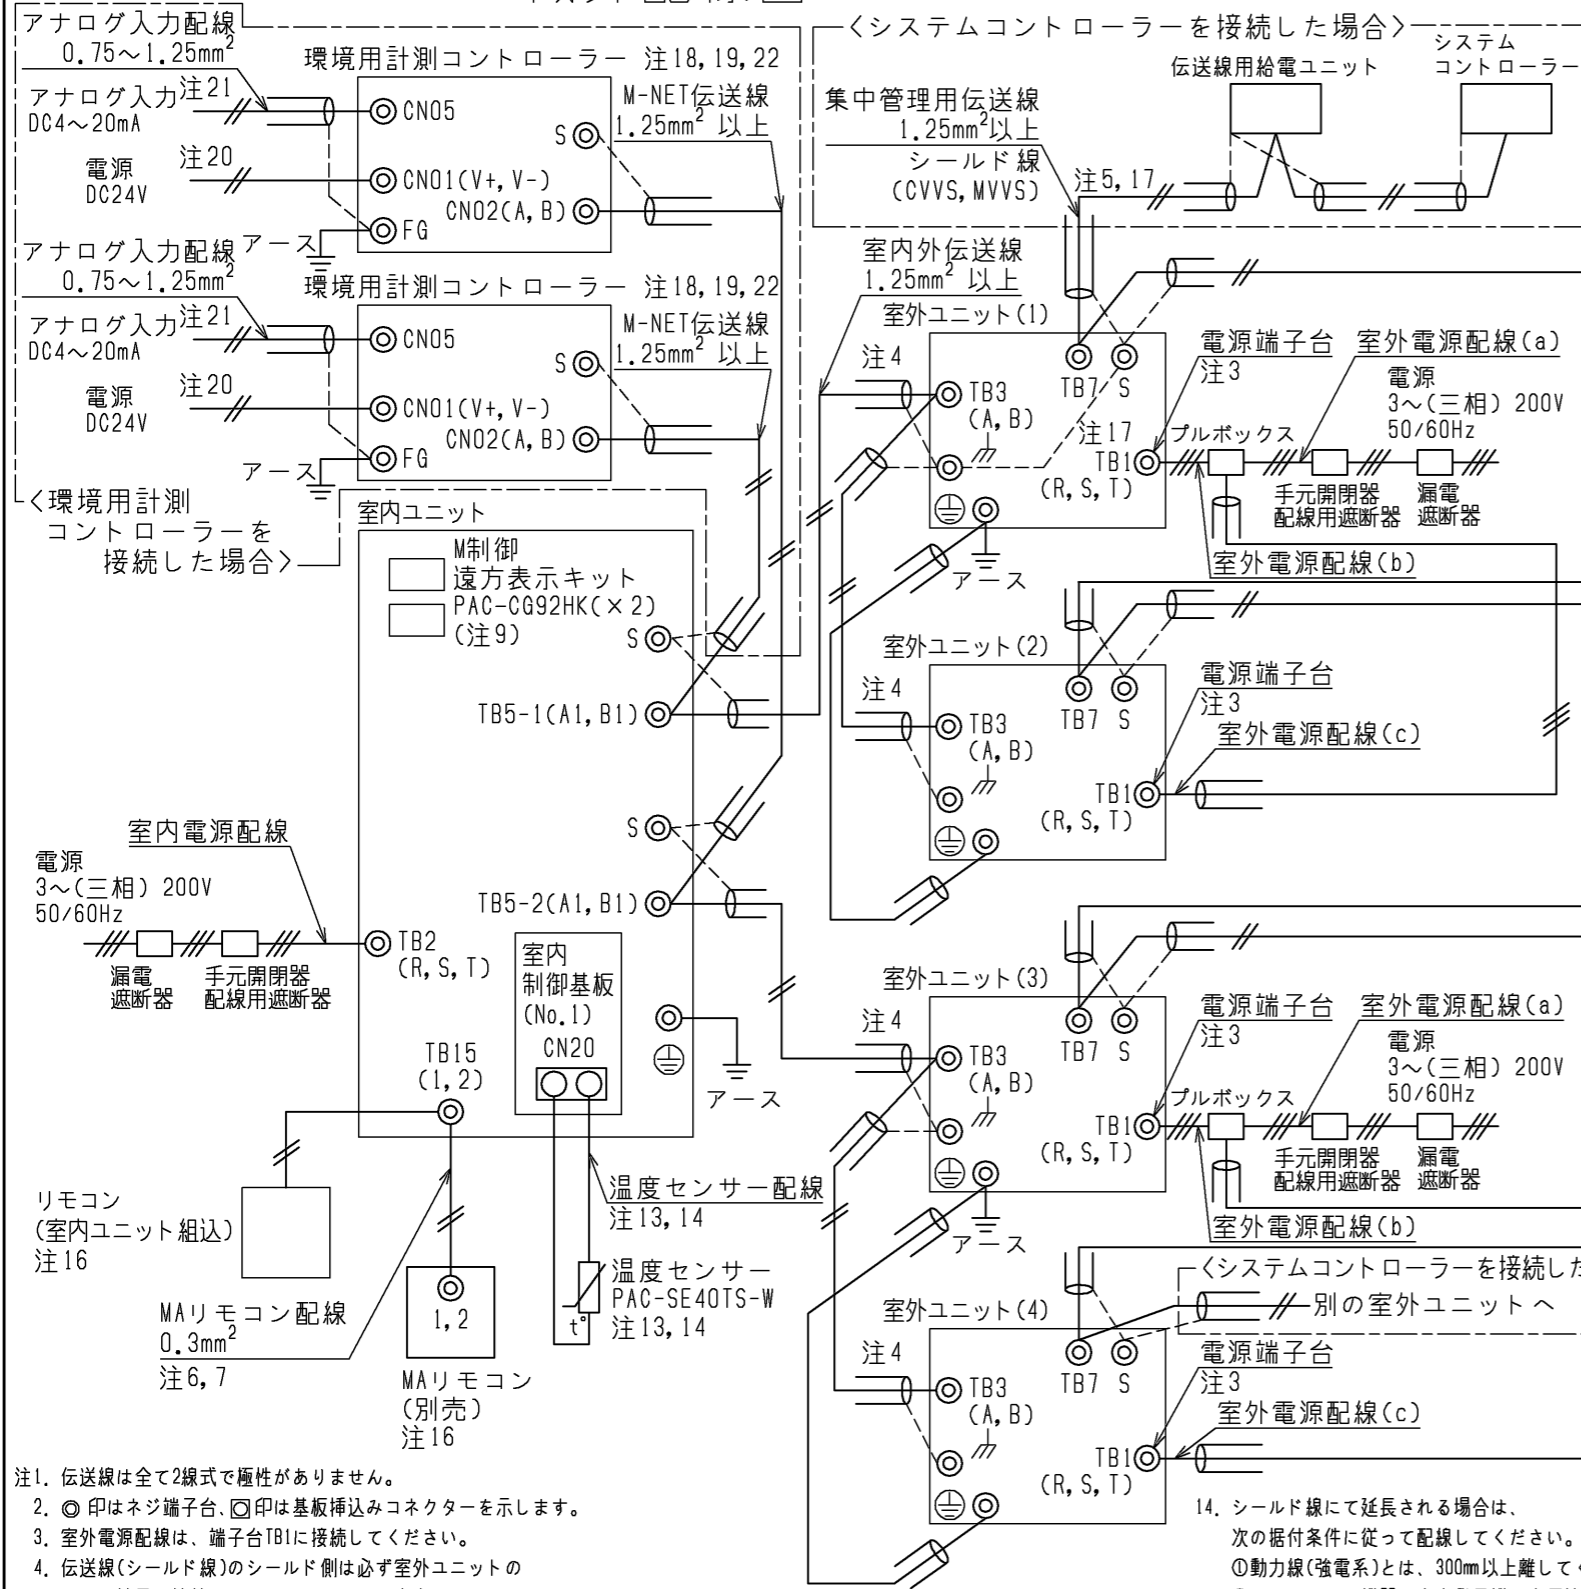 アナログ入力配線
0.75～1.25mm²
アナログ入力
DC4～20mA
注21
電源
DC24V
注20
環境用計測コントローラー 注18,19,22
CN05
S
CN01(V+,V-)
CN02(A,B)
FG
アース
M-NET伝送線
1.25mm² 以上
アナログ入力配線
0.75～1.25mm²
アナログ入力
DC4～20mA
注21
電源
DC24V
注20
環境用計測コントローラー 注18,19,22
CN05
S
CN01(V+,V-)
CN02(A,B)
FG
アース
M-NET伝送線
1.25mm² 以上
〈環境用計測
コントローラーを
接続した場合〉
〈システムコントローラーを接続した場合〉
伝送線用給電ユニット
システム
コントローラー
集中管理用伝送線
1.25mm²以上
シールド線
(CVVS,MVVS)
注5,17
室内外伝送線
1.25mm² 以上
室内ユニット
M制御
遠方表示キット
PAC-CG92HK(×2)
(注9)
S
TB5-1(A1,B1)
S
TB5-2(A1,B1)
室内電源配線
電源
3～(三相) 200V
50/60Hz
漏電
遮断器
手元開閉器
配線用遮断器
TB2
(R,S,T)
室内
制御基板
(No.1)
CN20
TB15
(1,2)
アース
リモコン
(室内ユニット組込)
注16
MAリモコン配線
0.3mm²
注6,7
1,2
MAリモコン
(別売)
注16
温度センサー配線
注13,14
t°
温度センサー
PAC-SE40TS-W
注13,14
室外ユニット(1)
注4
TB3
(A,B)
TB7 S
注17
TB1
(R,S,T)
アース
電源端子台
注3
室外電源配線(a)
電源
3～(三相) 200V
50/60Hz
プルボックス
手元開閉器
配線用遮断器
漏電
遮断器
室外電源配線(b)
室外ユニット(2)
注4
TB3
(A,B)
TB7 S
TB1
(R,S,T)
電源端子台
注3
室外電源配線(c)
室外ユニット(3)
注4
TB3
(A,B)
TB7 S
TB1
(R,S,T)
アース
電源端子台
注3
室外電源配線(a)
電源
3～(三相) 200V
50/60Hz
プルボックス
手元開閉器
配線用遮断器
漏電
遮断器
室外電源配線(b)
〈システムコントローラーを接続した
別の室外ユニットへ
室外ユニット(4)
注4
TB3
(A,B)
TB7 S
TB1
(R,S,T)
電源端子台
注3
室外電源配線(c)
注1. 伝送線は全て2線式で極性がありません。
2. ◎ 印はネジ端子台、回印は基板挿込みコネクターを示します。
3. 室外電源配線は、端子台TB1に接続してください。
4. 伝送線(シールド線)のシールド側は必ず室外ユニットの
14. シールド線にて延長される場合は、
次の据付条件に従って配線してください。
①動力線(強電系)とは、300mm以上離して